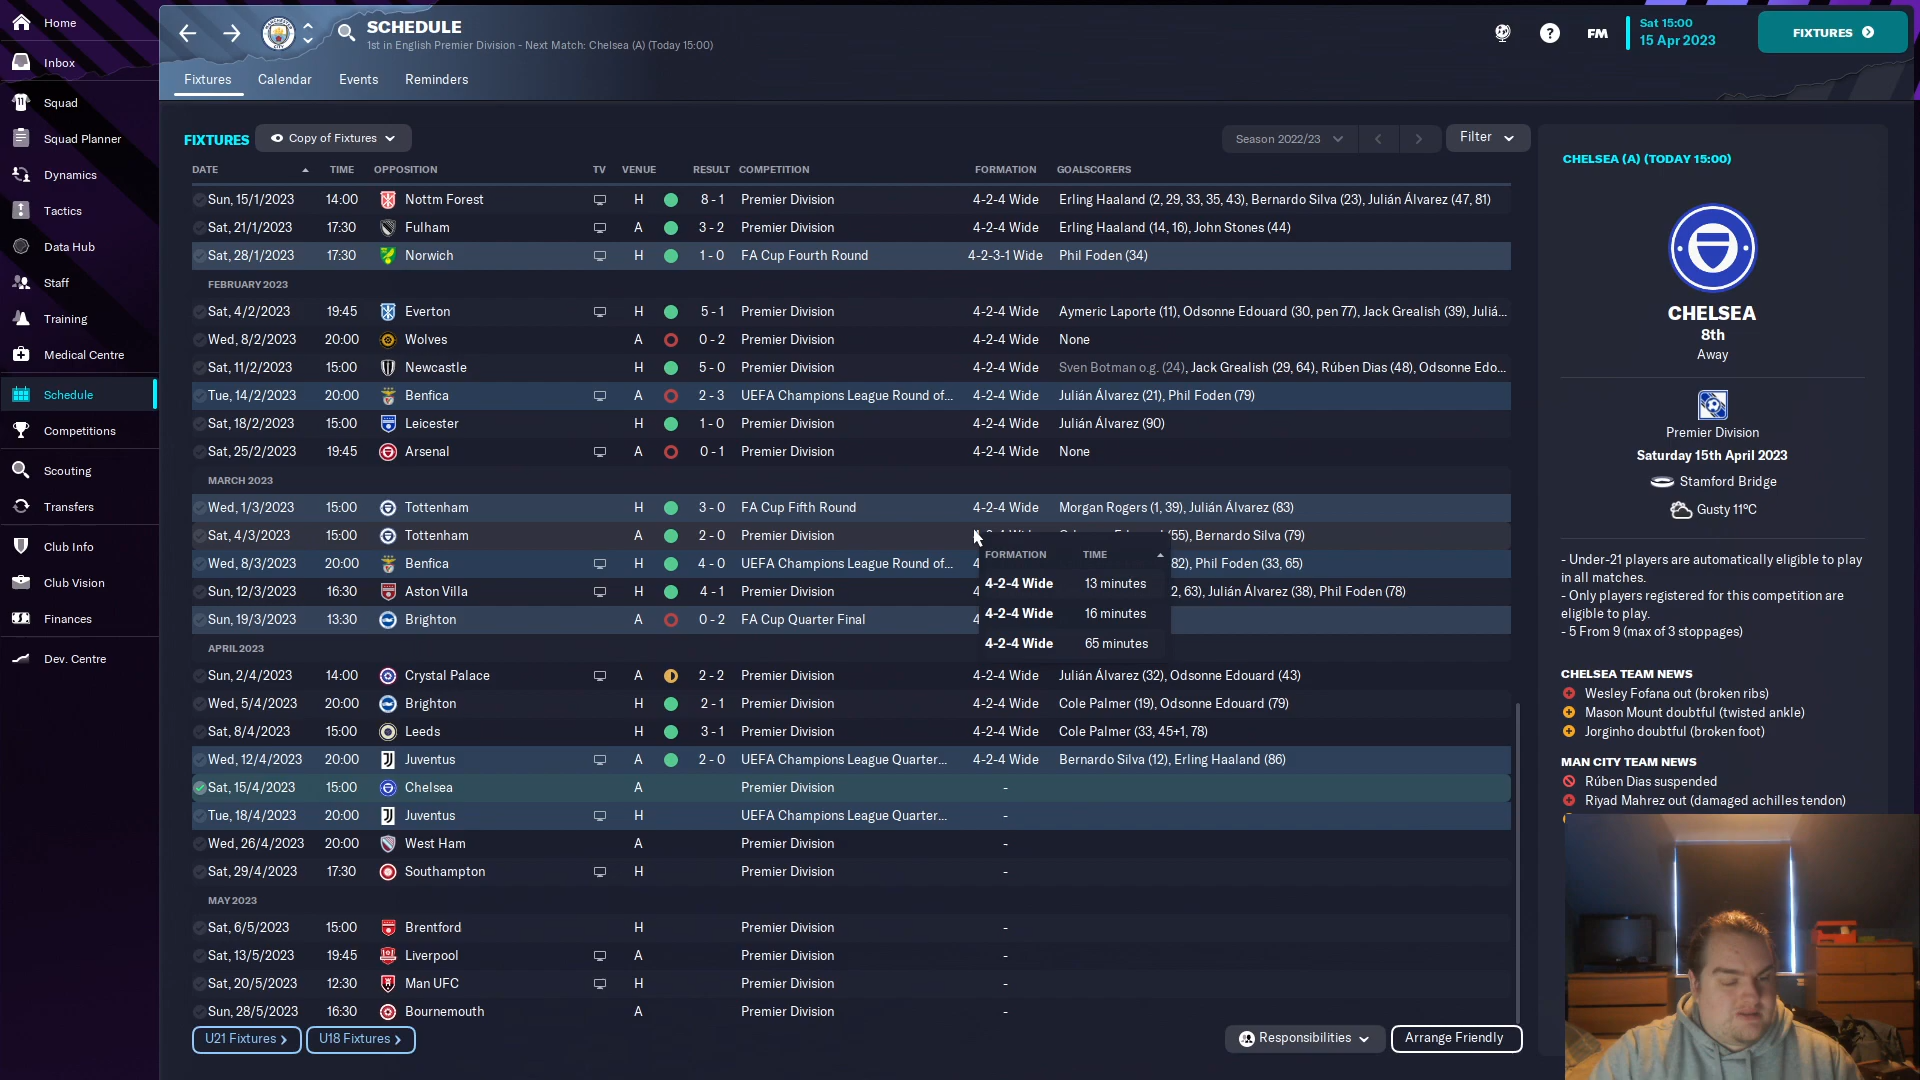 Home
Inbox
Squad
Squad Planner
Dynamics
Tactics
Data Hub
Staff
Training
Medical Centre
Schedule
Competitions
Scouting
Transfers
Club Info
Club Vision
Finances
Dev. Centre
SCHEDULE
1st in English Premier Division - Next Match: Chelsea (A) (Today 15:00)
Fixtures Calendar Events Reminders
FM
Sat 15:00
15 Apr 2023
FIXTURES
FIXTURES Copy of Fixtures Season 2022/23 Filter
DATE TIME OPPOSITION TV VENUE RESULT COMPETITION FORMATION GOALSCORERS
Sun, 15/1/2023 14:00 Nottm Forest H 8 - 1 Premier Division 4-2-4 Wide Erling Haaland (2, 29, 33, 35, 43), Bernardo Silva (23), Julián Álvarez (47, 81)
Sat, 21/1/2023 17:30 Fulham A 3 - 2 Premier Division 4-2-4 Wide Erling Haaland (14, 16), John Stones (44)
Sat, 28/1/2023 17:30 Norwich H 1 - 0 FA Cup Fourth Round 4-2-3-1 Wide Phil Foden (34)
FEBRUARY 2023
Sat, 4/2/2023 19:45 Everton H 5 - 1 Premier Division 4-2-4 Wide Aymeric Laporte (11), Odsonne Edouard (30, pen 77), Jack Grealish (39), Juliá...
Wed, 8/2/2023 20:00 Wolves A 0 - 2 Premier Division 4-2-4 Wide None
Sat, 11/2/2023 15:00 Newcastle H 5 - 0 Premier Division 4-2-4 Wide Sven Botman o.g. (24), Jack Grealish (29, 64), Rúben Dias (48), Odsonne Edo...
Tue, 14/2/2023 20:00 Benfica A 2 - 3 UEFA Champions League Round of... 4-2-4 Wide Julián Álvarez (21), Phil Foden (79)
Sat, 18/2/2023 15:00 Leicester H 1 - 0 Premier Division 4-2-4 Wide Julián Álvarez (90)
Sat, 25/2/2023 19:45 Arsenal A 0 - 1 Premier Division 4-2-4 Wide None
MARCH 2023
Wed, 1/3/2023 15:00 Tottenham H 3 - 0 FA Cup Fifth Round 4-2-4 Wide Morgan Rogers (1, 39), Julián Álvarez (83)
Sat, 4/3/2023 15:00 Tottenham A 2 - 0 Premier Division (55), Bernardo Silva (79)
Wed, 8/3/2023 20:00 Benfica H 4 - 0 UEFA Champions League Round of... 4 82), Phil Foden (33, 65)
Sun, 12/3/2023 16:30 Aston Villa H 4 - 1 Premier Division 4 2, 63), Julián Álvarez (38), Phil Foden (78)
Sun, 19/3/2023 13:30 Brighton A 0 - 2 FA Cup Quarter Final 4
FORMATION TIME
4-2-4 Wide 13 minutes
4-2-4 Wide 16 minutes
4-2-4 Wide 65 minutes
APRIL 2023
Sun, 2/4/2023 14:00 Crystal Palace A 2 - 2 Premier Division 4-2-4 Wide Julián Álvarez (32), Odsonne Edouard (43)
Wed, 5/4/2023 20:00 Brighton H 2 - 1 Premier Division 4-2-4 Wide Cole Palmer (19), Odsonne Edouard (79)
Sat, 8/4/2023 15:00 Leeds H 3 - 1 Premier Division 4-2-4 Wide Cole Palmer (33, 45+1, 78)
Wed, 12/4/2023 20:00 Juventus A 2 - 0 UEFA Champions League Quarter... 4-2-4 Wide Bernardo Silva (12), Erling Haaland (86)
Sat, 15/4/2023 15:00 Chelsea A Premier Division -
Tue, 18/4/2023 20:00 Juventus H UEFA Champions League Quarter... -
Wed, 26/4/2023 20:00 West Ham A Premier Division -
Sat, 29/4/2023 17:30 Southampton H Premier Division -
MAY 2023
Sat, 6/5/2023 15:00 Brentford H Premier Division -
Sat, 13/5/2023 19:45 Liverpool A Premier Division -
Sat, 20/5/2023 12:30 Man UFC H Premier Division -
Sun, 28/5/2023 16:30 Bournemouth A Premier Division -
U21 Fixtures U18 Fixtures Responsibilities Arrange Friendly
CHELSEA (A) (TODAY 15:00)
CHELSEA
8th
Away
Premier Division
Saturday 15th April 2023
Stamford Bridge
Gusty 11°C
- Under-21 players are automatically eligible to play
in all matches.
- Only players registered for this competition are
eligible to play.
- 5 From 9 (max of 3 stoppages)
CHELSEA TEAM NEWS
Wesley Fofana out (broken ribs)
Mason Mount doubtful (twisted ankle)
Jorginho doubtful (broken foot)
MAN CITY TEAM NEWS
Rúben Dias suspended
Riyad Mahrez out (damaged achilles tendon)